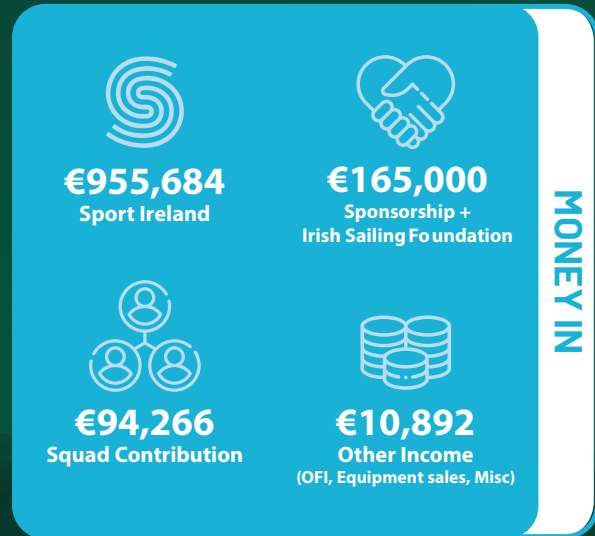 €955,684
Sport Ireland
€165,000
Sponsorship +
Irish Sailing Foundation
€94,266
Squad Contribution
€10,892
Other Income
(OFI, Equipment sales, Misc)
MONEY IN